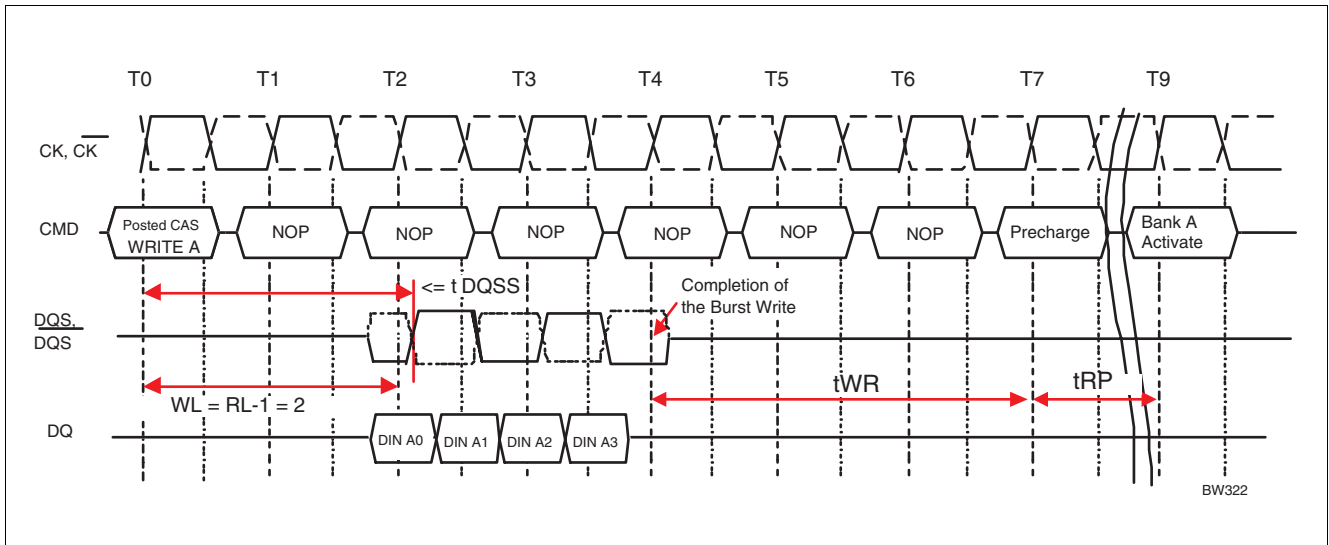 T0 T1 T2 T3 T4 T5 T6 T7 T9
CK, CK
CMD
Posted CAS
WRITE A
NOP
NOP
NOP
NOP
NOP
NOP
Precharge
Bank A
Activate
<= t DQSS
Completion of
the Burst Write
DQS,
DQS
WL = RL-1 = 2
tWR
tRP
DQ
DIN A0
DIN A1
DIN A2
DIN A3
BW322